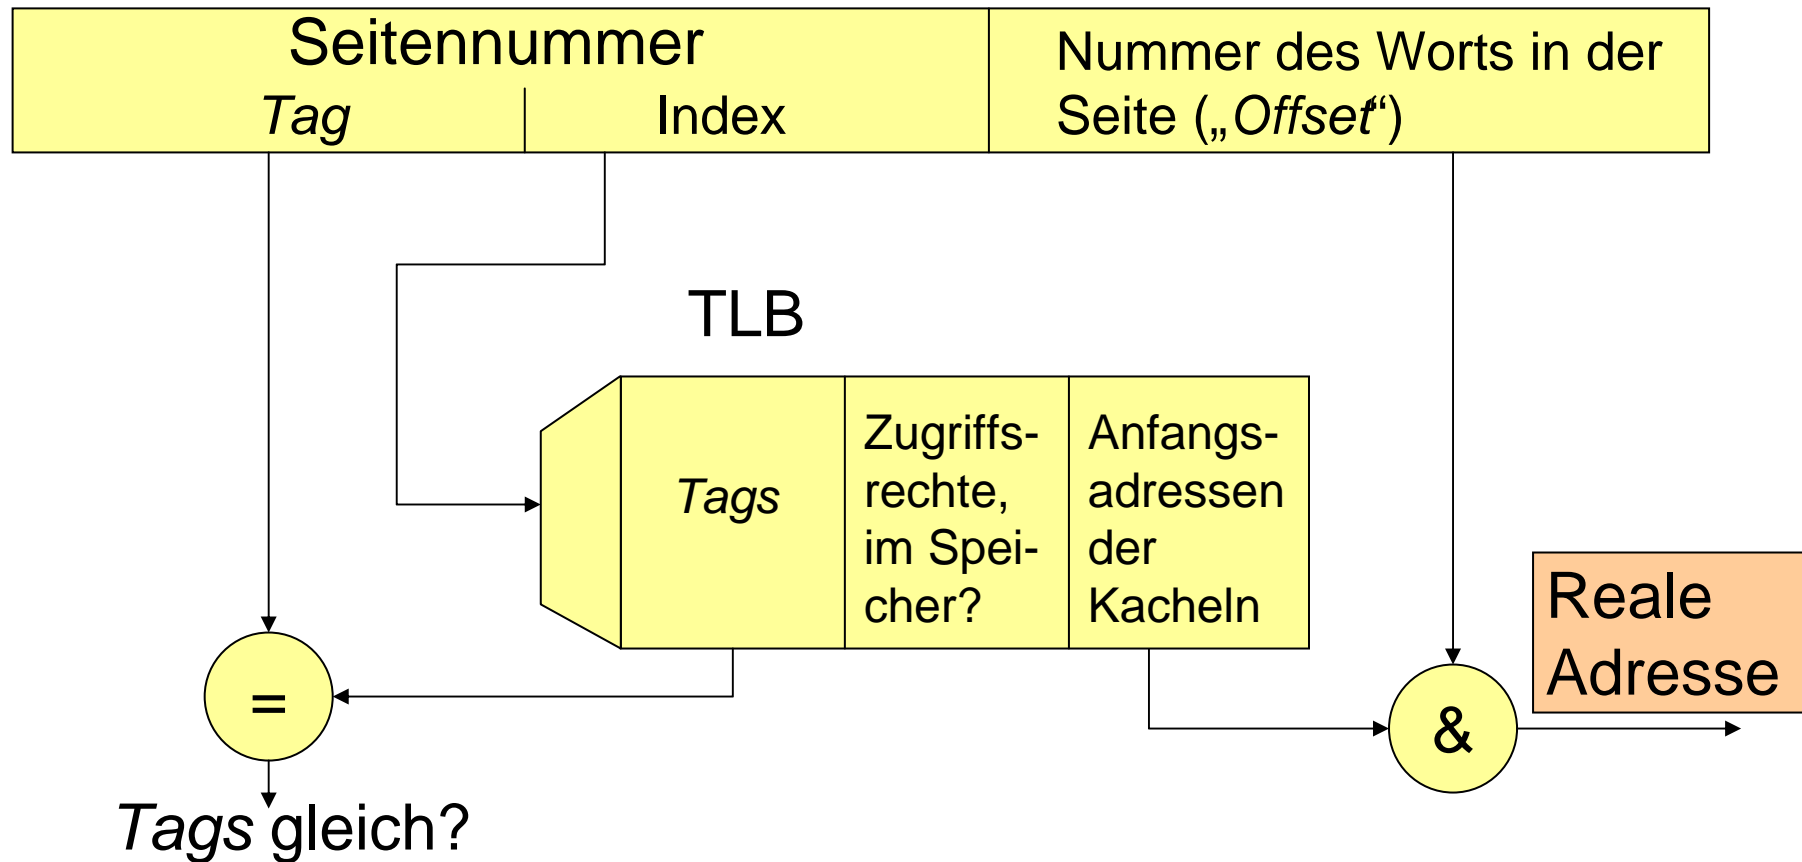 Seitennummer
Tag
Index
Nummer des Worts in der
Seite („Offset“)
TLB
Tags
Zugriffs-
rechte,
im Spei-
cher?
Anfangs-
adressen
der
Kacheln
Reale
Adresse
=
&
Tags gleich?